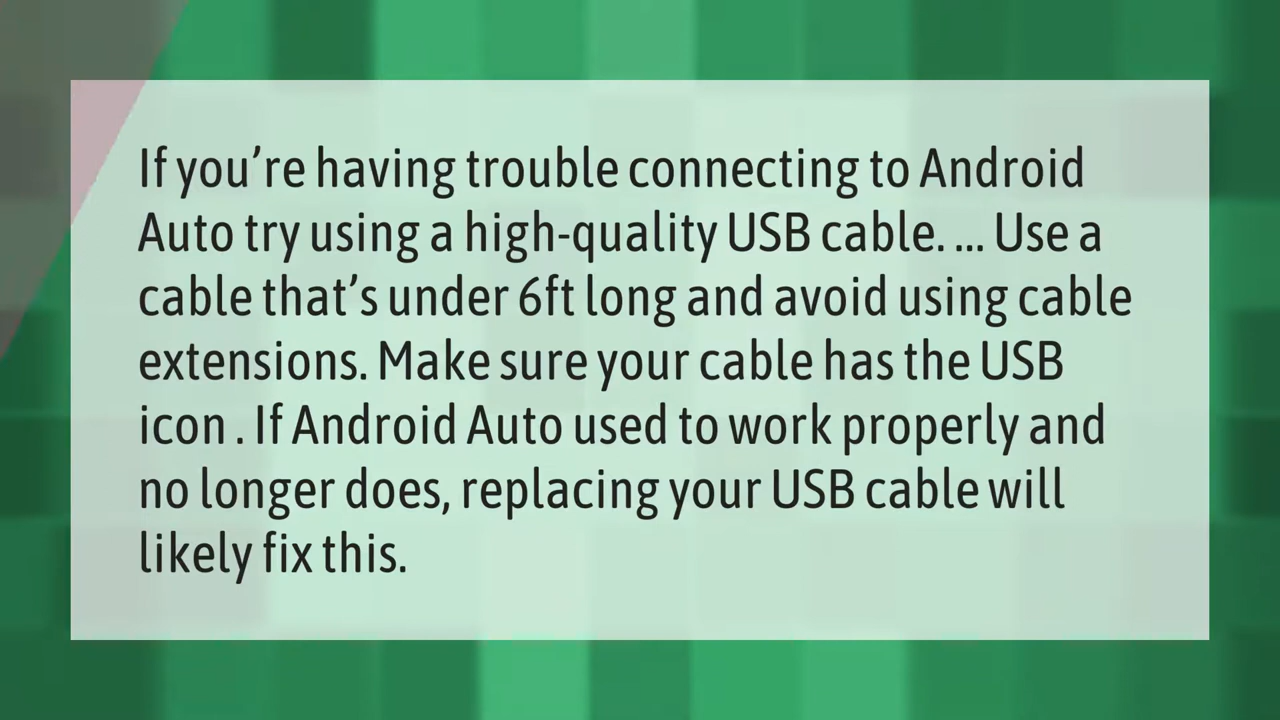 If you’re having trouble connecting to Android
Auto try using a high-quality USB cable. ... Use a
cable that’s under 6ft long and avoid using cable
extensions. Make sure your cable has the USB
icon . If Android Auto used to work properly and
no longer does, replacing your USB cable will
likely fix this.